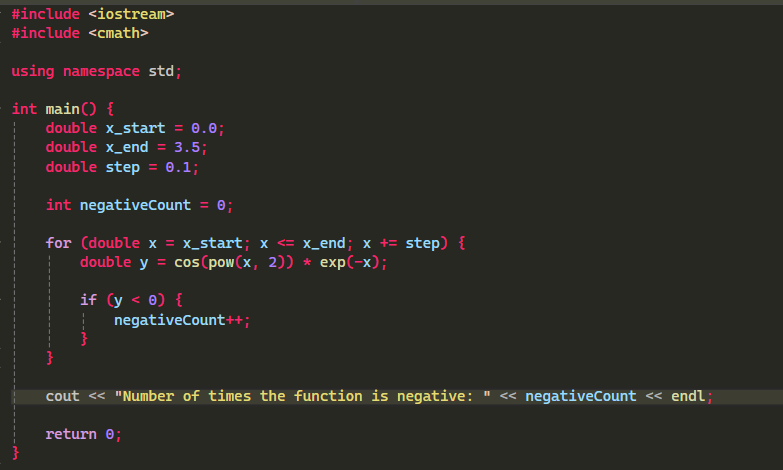 #include <iostream>
#include <cmath>
using namespace std;
int main() {
double x_start = 0.0;
double x_end = 3.5;
double step = 0.1;
int negativeCount = 0;
for (double x = x_start; x <= x_end; x += step) {
double y = cos(pow(x, 2)) * exp(-x);
if (y < 0) {
negativeCount++;
}
}
cout << "Number of times the function is negative: " << negativeCount << endl;
return 0;
}